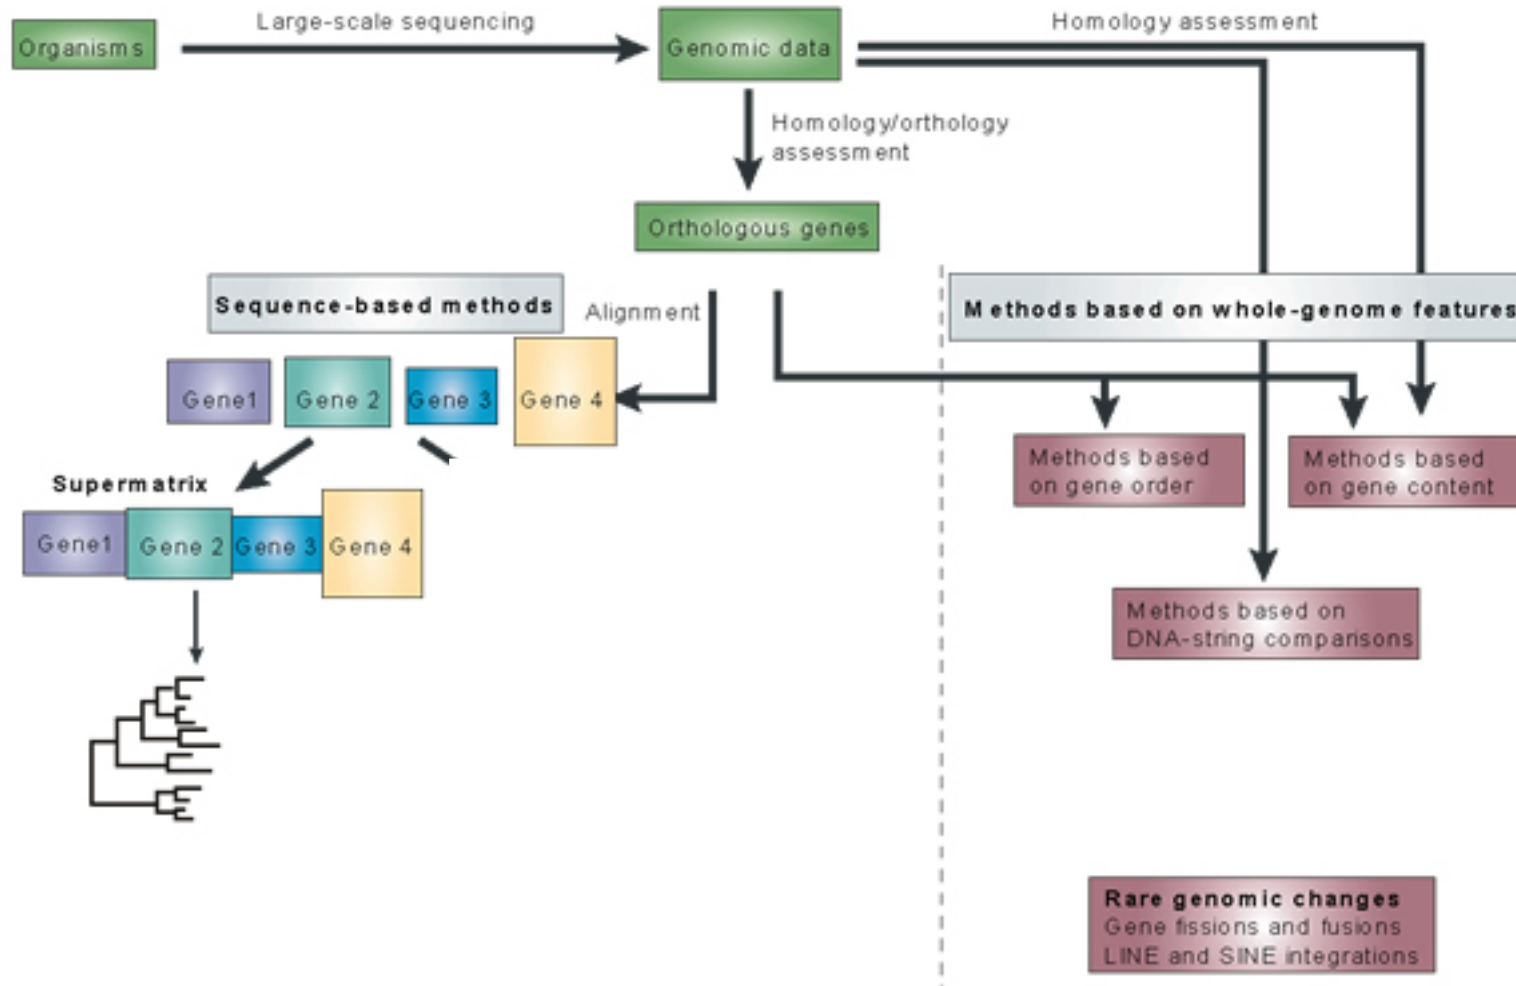 Organisms
Large-scale sequencing
Genomic data
Homology assessment
Homology/orthology
assessment
Orthologous genes
Sequence-based methods
Alignment
Methods based on whole-genome features
Gene1
Gene 2
Gene 3
Gene 4
Methods based
on gene order
Methods based
on gene content
Supermatrix
Gene1
Gene 2
Gene 3
Gene 4
Methods based on
DNA-string comparisons
Rare genomic changes
Gene fissions and fusions
LINE and SINE integrations